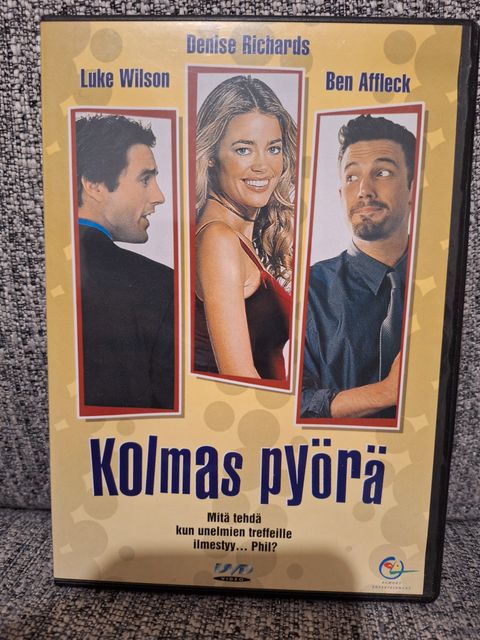 Denise Richards
Luke Wilson
Ben Affleck
Kolmas pyörä
Mitä tehdä
kun unelmien treffeille
ilmestyy... Phil?
DVD
VIDEO